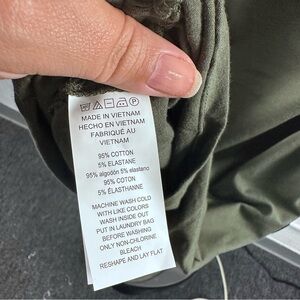 MADE IN VIETNAM
HECHO EN VIETNAM
FABRIQUÉ AU
VIETNAM
95% COTTON
5% ELASTANE
95% algodón 5% elastano
95% COTON
5% ÉLASTHANNE
MACHINE WASH COLD
WITH LIKE COLORS
WASH INSIDE OUT
PUT IN LAUNDRY BAG
BEFORE WASHING
ONLY NON-CHLORINE
BLEACH
RESHAPE AND LAY FLAT